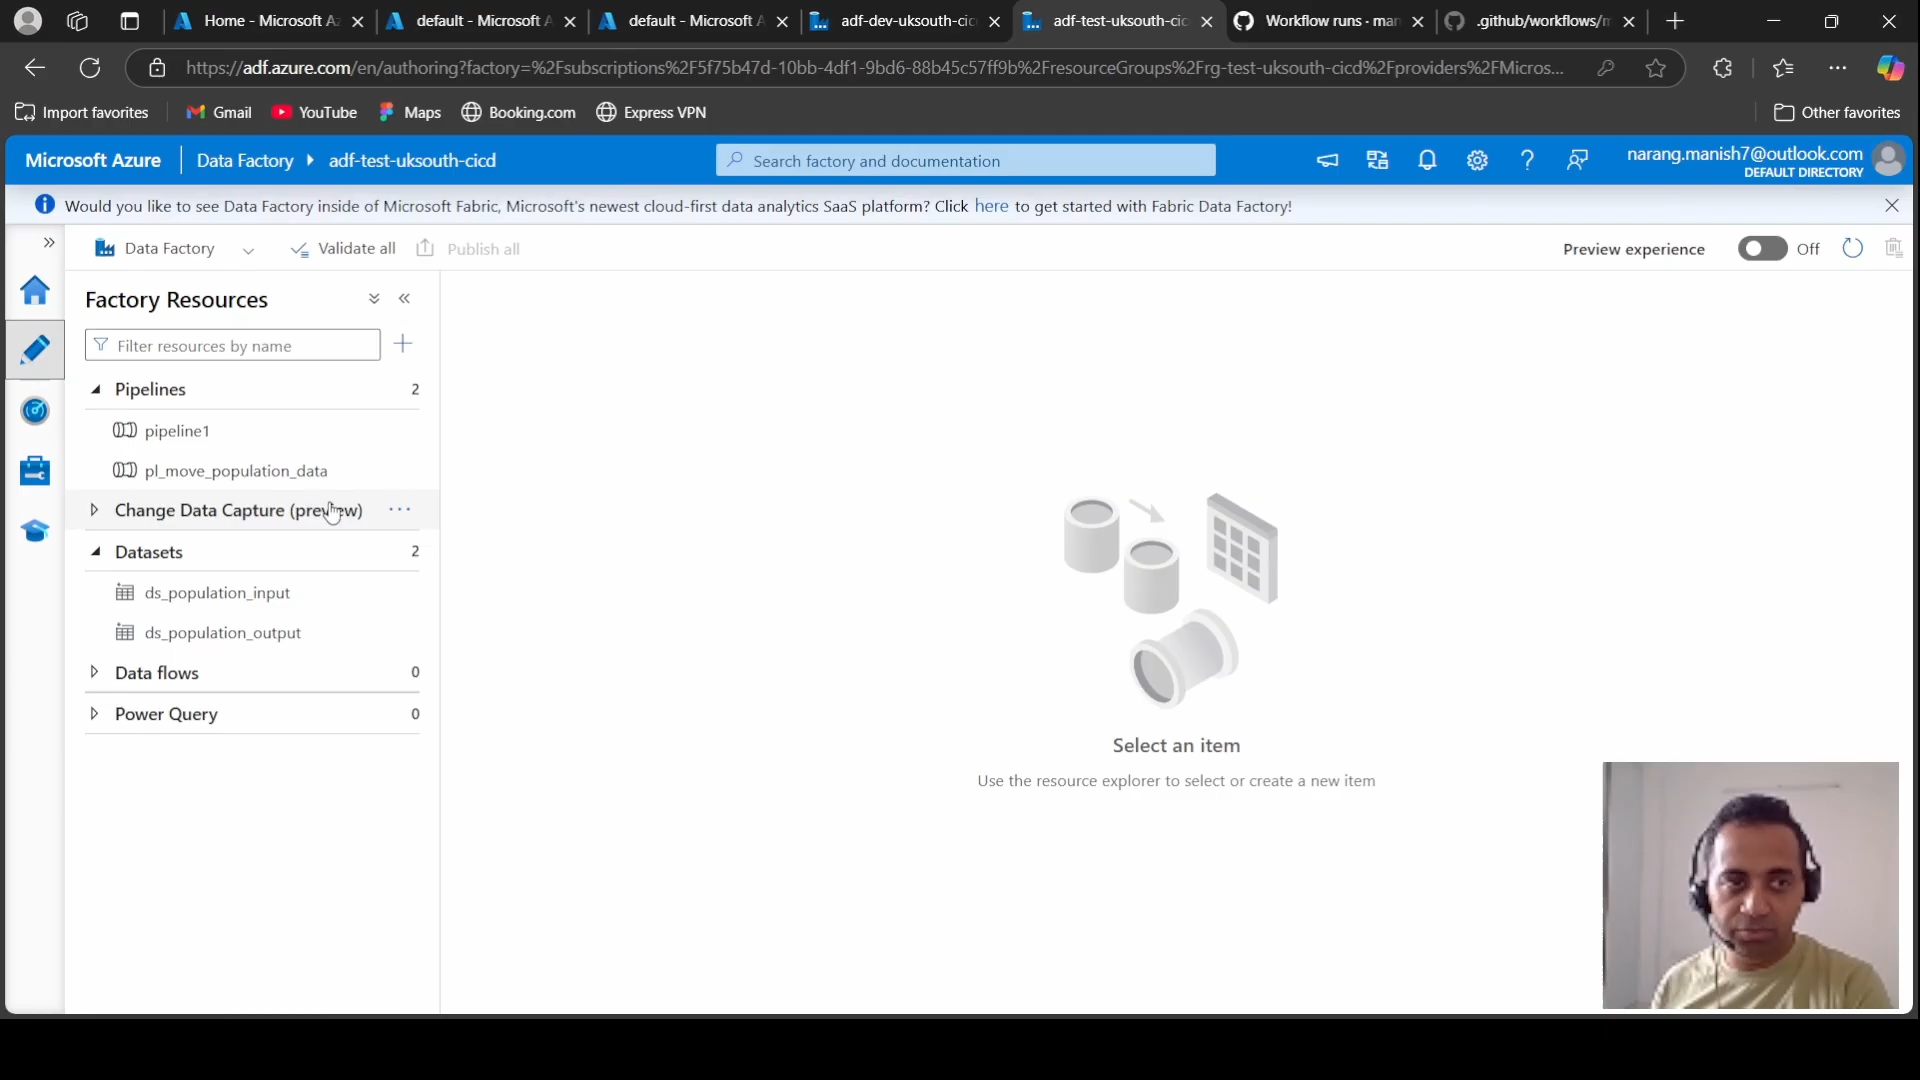 Home - Microsoft Az
default - Microsoft A
default - Microsoft A
adf-dev-uksouth-cic
adf-test-uksouth-cic
Workflow runs · man
.github/workflows/m
https://adf.azure.com/en/authoring?factory=%2Fsubscriptions%2F5f75b47d-10bb-4df1-9bd6-88b45c57ff9b%2FresourceGroups%2Frg-test-uksouth-cicd%2Fproviders%2FMicros...
Import favorites
Gmail
YouTube
Maps
Booking.com
Express VPN
Other favorites
Microsoft Azure
Data Factory
adf-test-uksouth-cicd
Search factory and documentation
narang.manish7@outlook.com
DEFAULT DIRECTORY
Would you like to see Data Factory inside of Microsoft Fabric, Microsoft's newest cloud-first data analytics SaaS platform? Click here to get started with Fabric Data Factory!
Data Factory
Validate all
Publish all
Preview experience
Off
Factory Resources
Filter resources by name
Pipelines 2
pipeline1
pl_move_population_data
Change Data Capture (preview)
Datasets 2
ds_population_input
ds_population_output
Data flows 0
Power Query 0
Select an item
Use the resource explorer to select or create a new item